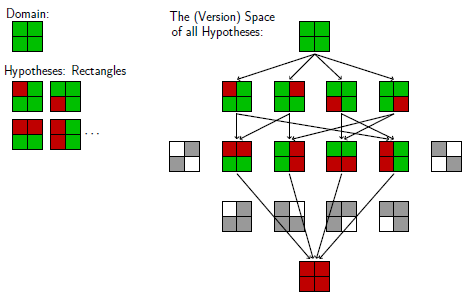 Domain:
The (Version) Space
of all Hypotheses:
Hypotheses: Rectangles
...